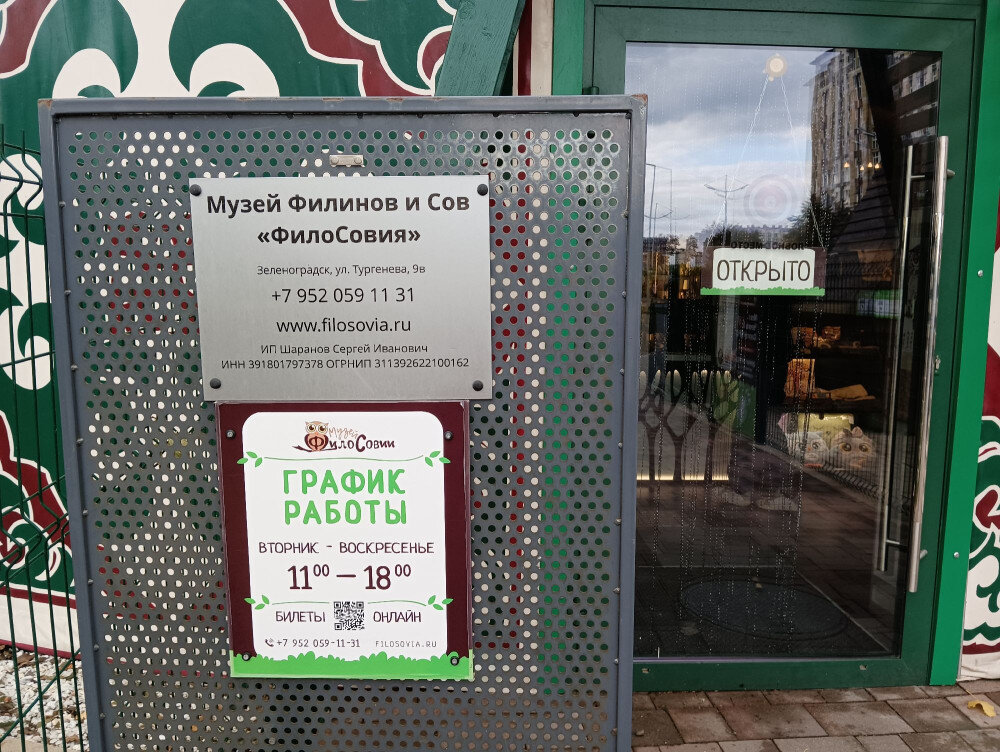 Музей Филинов и Сов
«ФилоСовия»
Зеленоградск, ул. Тургенева, 9в
+7 952 059 11 31
www.filosovia.ru
ИП Шаранов Сергей Иванович
ИНН 391801797378 ОГРНИП 311392622100162
музей
ФилоСовии
ГРАФИК
РАБОТЫ
ВТОРНИК - ВОСКРЕСЕНЬЕ
11⁰⁰ — 18⁰⁰
БИЛЕТЫ ОНЛАЙН
+7 952 059-11-31 FILOSOVIA.RU
ОТКРЫТО